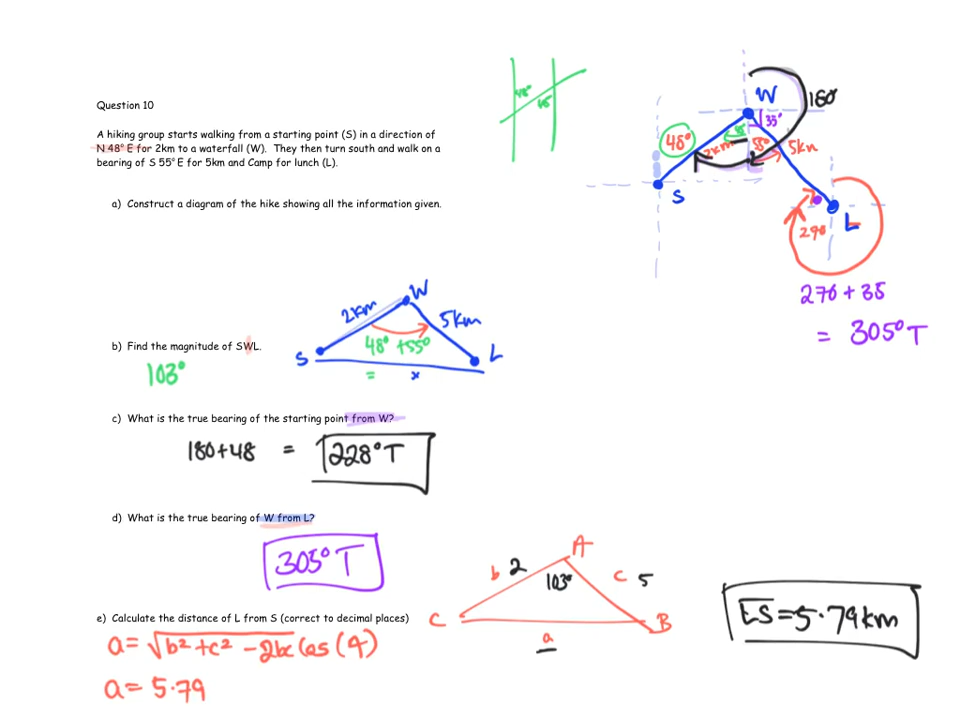 Question 10
A hiking group starts walking from a starting point (S) in a direction of
N 48° E for 2km to a waterfall (W). They then turn south and walk on a
bearing of S 55° E for 5km and Camp for lunch (L).
a) Construct a diagram of the hike showing all the information given.
48°
48°
W
180°
35°
48°
48°
2km
55°
5km
S
290
L
270 + 35
= 305° T
W
2km
5km
b) Find the magnitude of SWL.
103°
S
48° + 55°
L
=
x
c) What is the true bearing of the starting point from W?
180 + 48 = 228° T
d) What is the true bearing of W from L?
305° T
A
b 2
103°
c 5
C
B
a
e) Calculate the distance of L from S (correct to decimal places)
a = √b² + c² - 2bc Cos (A)
a = 5.79
LS = 5.79 km